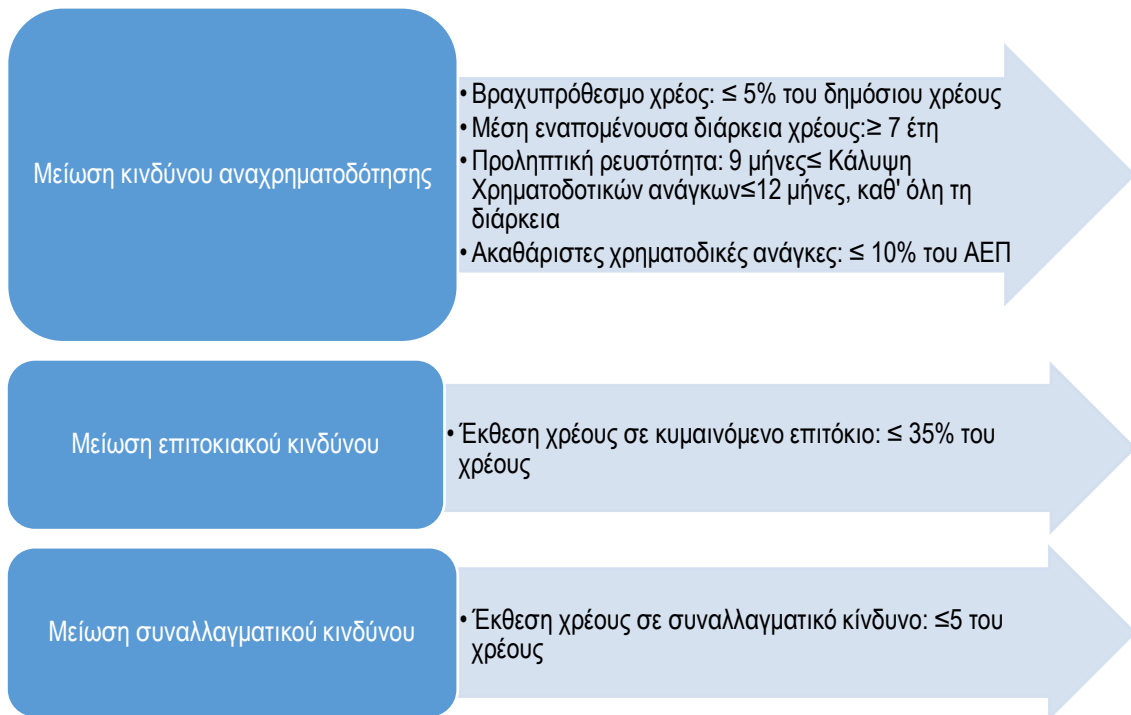 Μείωση κινδύνου αναχρηματοδότησης
• Βραχυπρόθεσμο χρέος: ≤ 5% του δημόσιου χρέους
• Μέση εναπομένουσα διάρκεια χρέους:≥ 7 έτη
• Προληπτική ρευστότητα: 9 μήνες≤ Κάλυψη
Χρηματοδοτικών ανάγκων≤12 μήνες, καθ' όλη τη
διάρκεια
• Ακαθάριστες χρηματοδικές ανάγκες: ≤ 10% του ΑΕΠ
Μείωση επιτοκιακού κινδύνου
• Έκθεση χρέους σε κυμαινόμενο επιτόκιο: ≤ 35% του
χρέους
Μείωση συναλλαγματικού κινδύνου
• Έκθεση χρέους σε συναλλαγματικό κίνδυνο: ≤5 του
χρέους